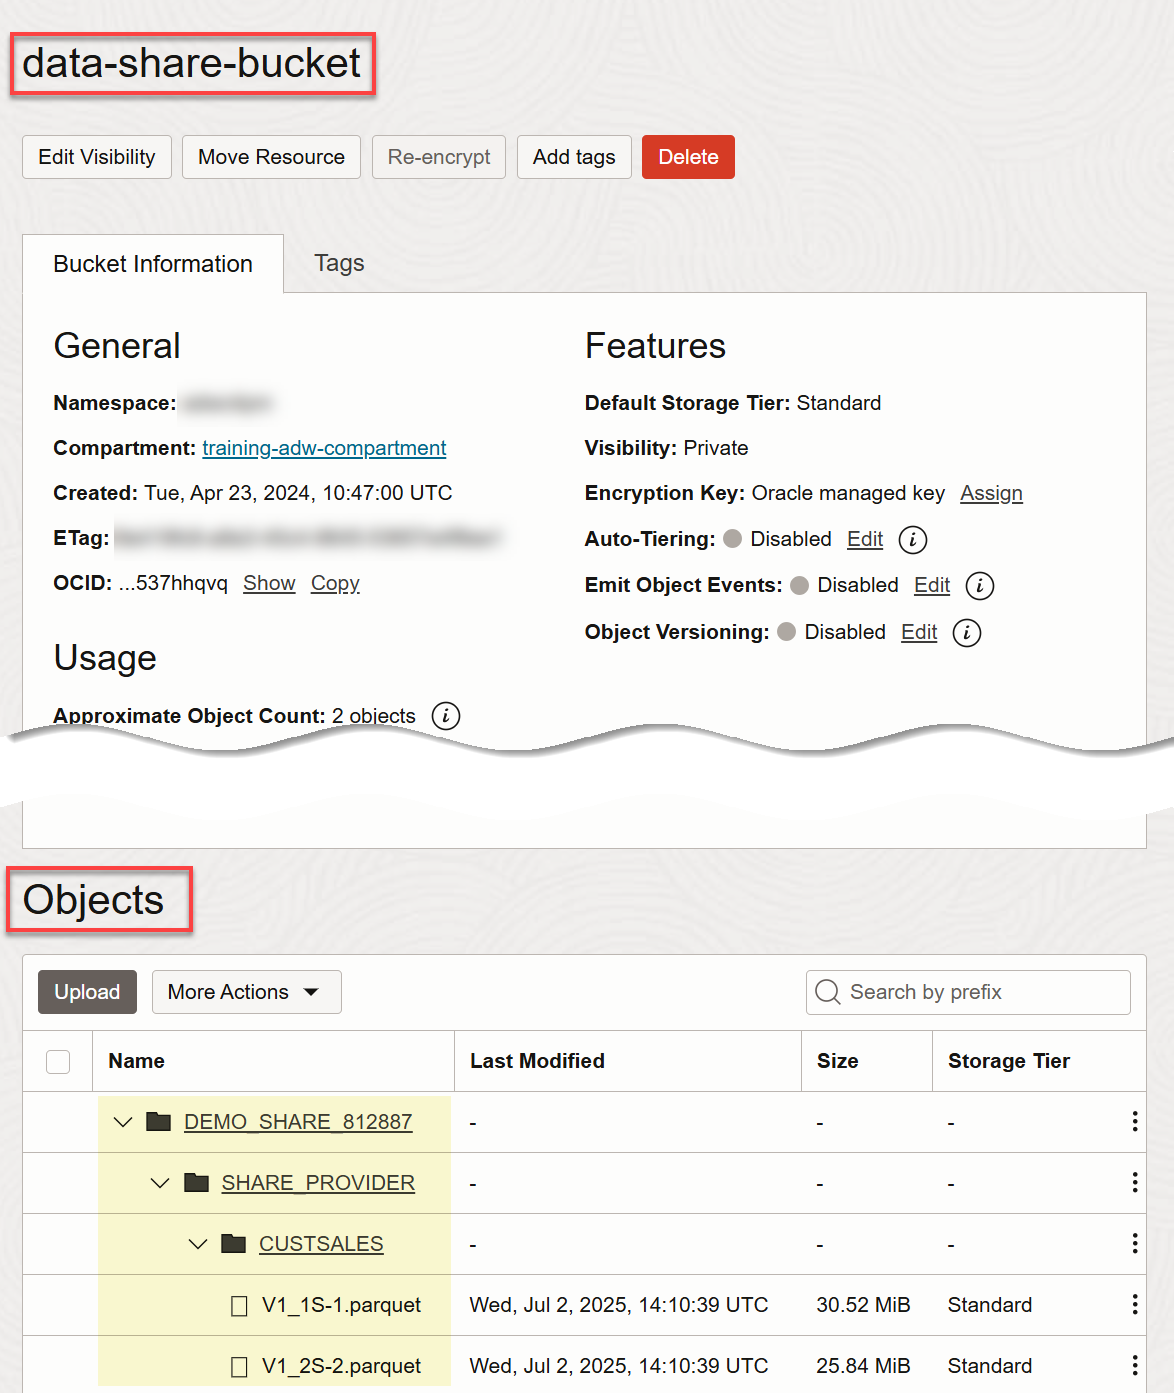 data-share-bucket
Edit Visibility Move Resource Re-encrypt Add tags Delete
Bucket Information Tags
General
Namespace:
Compartment: training-adw-compartment
Created: Tue, Apr 23, 2024, 10:47:00 UTC
ETag:
OCID: ...537hhqvq Show Copy
Usage
Approximate Object Count: 2 objects i
Features
Default Storage Tier: Standard
Visibility: Private
Encryption Key: Oracle managed key Assign
Auto-Tiering: Disabled Edit i
Emit Object Events: Disabled Edit i
Object Versioning: Disabled Edit i
Objects
Upload More Actions Search by prefix
Name Last Modified Size Storage Tier
DEMO_SHARE_812887 - - -
SHARE_PROVIDER - - -
CUSTSALES - - -
V1_1S-1.parquet Wed, Jul 2, 2025, 14:10:39 UTC 30.52 MiB Standard
V1_2S-2.parquet Wed, Jul 2, 2025, 14:10:39 UTC 25.84 MiB Standard